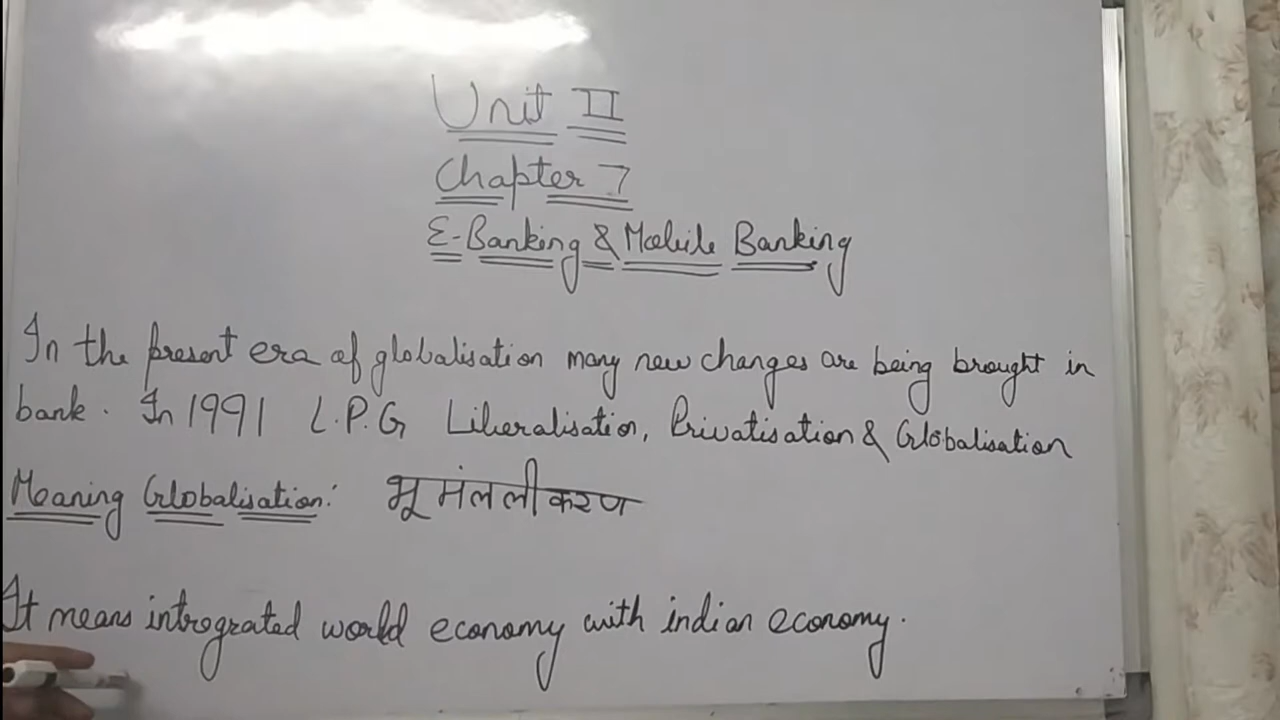 Unit II
Chapter 7
E-Banking & Mobile Banking
In the present era of globalisation many new changes are being brought in
bank. In 1991 L.P.G Liberalisation, Privatisation & Globalisation
Meaning Globalisation: भूमंललीकरण
It means intrograted world economy with indian economy.